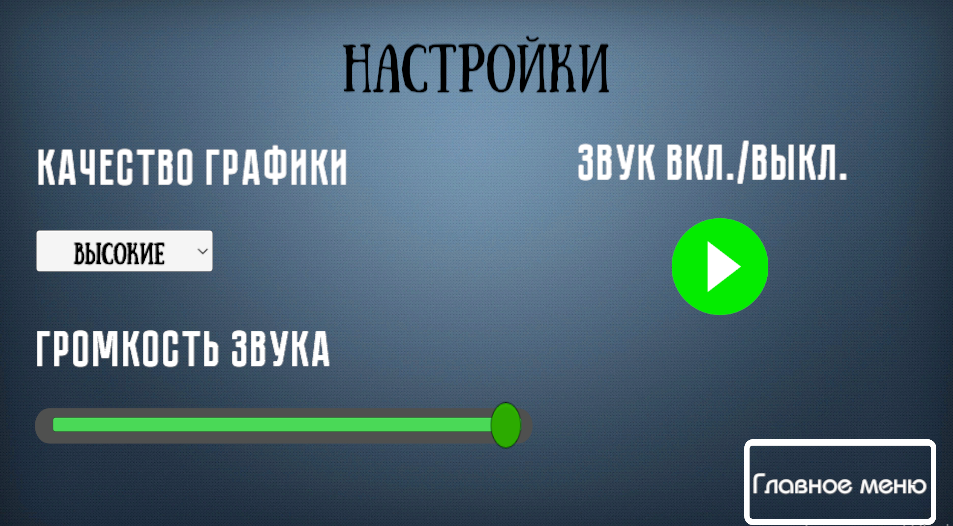 НАСТРОЙКИ
КАЧЕСТВО ГРАФИКИ
ЗВУК ВКЛ./ВЫКЛ.
ВЫСОКИЕ
ГРОМКОСТЬ ЗВУКА
Главное меню